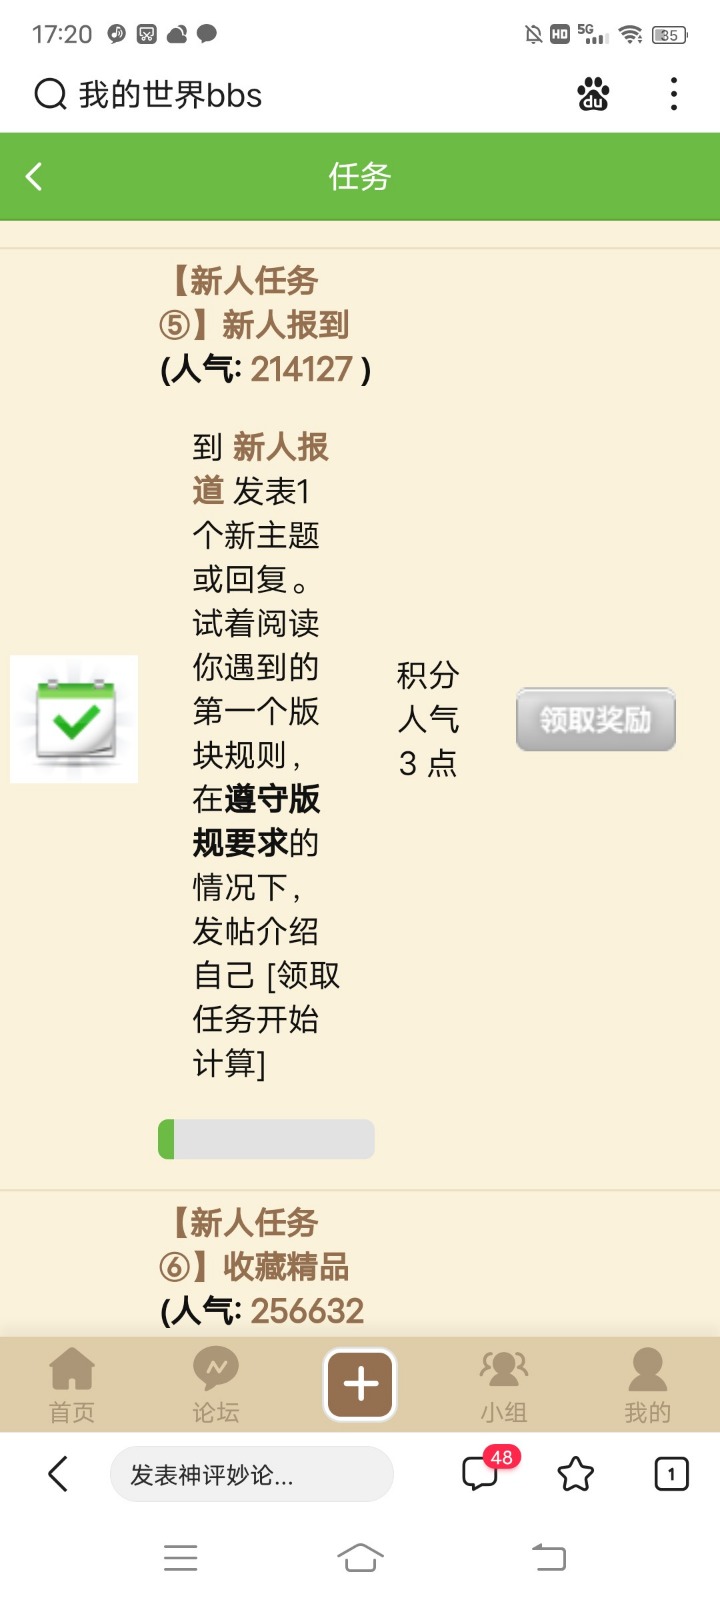 17:20
HD 5G 35
我的世界bbs
du
任务
【新人任务
⑤】新人报到
(人气: 214127 )
到 新人报
道 发表1
个新主题
或回复。
试着阅读
你遇到的
第一个版
块规则，
在遵守版
规要求的
情况下，
发帖介绍
自己 [领取
任务开始
计算]
积分
人气
3 点
领取奖励
【新人任务
⑥】收藏精品
(人气: 256632
首页
论坛
小组
我的
发表神评妙论...
48
1